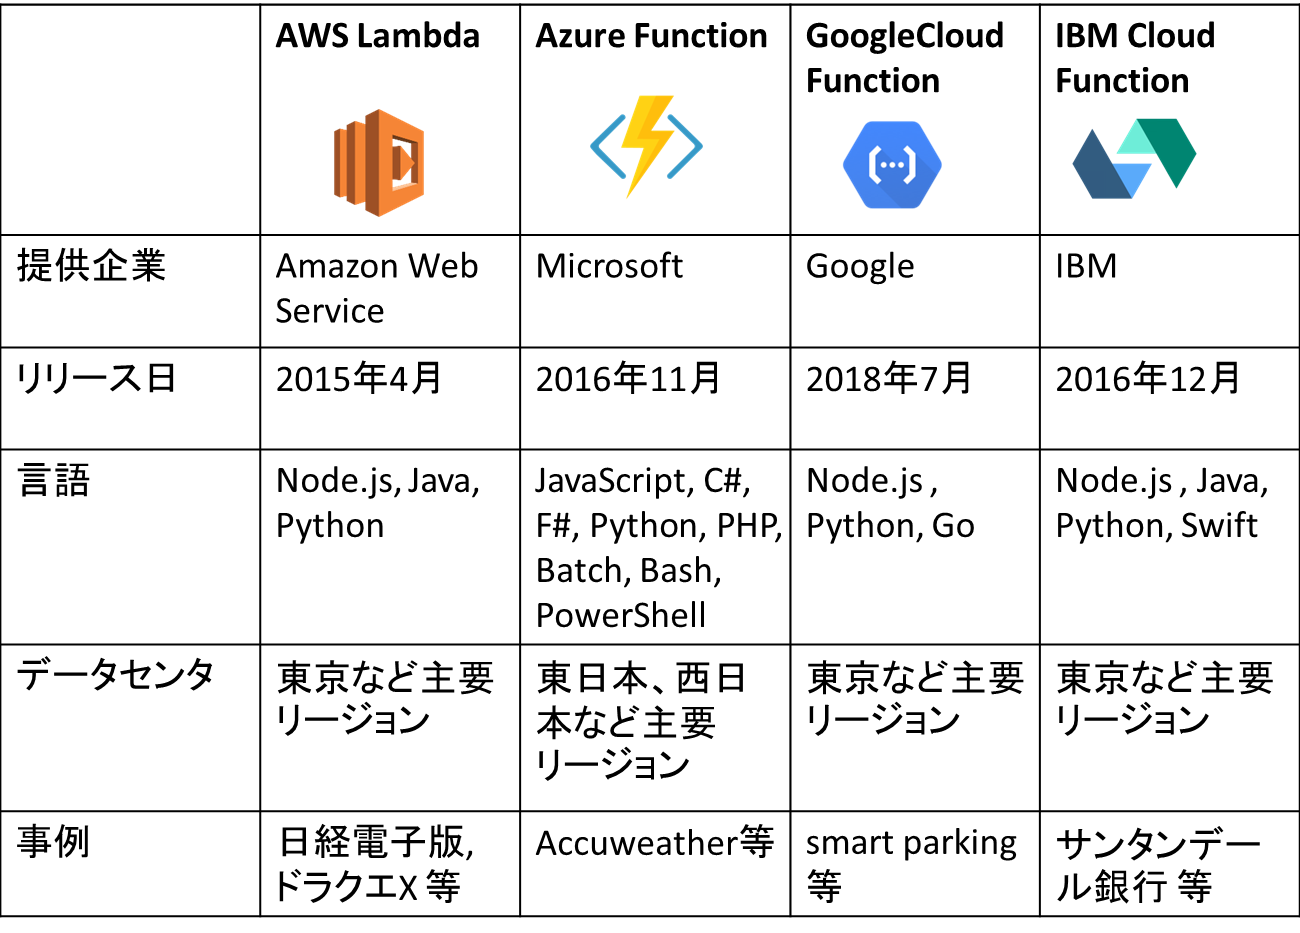 AWS Lambda
Azure Function
GoogleCloud
Function
IBM Cloud
Function
提供企業
Amazon Web
Service
Microsoft
Google
IBM
リリース日
2015年4月
2016年11月
2018年7月
2016年12月
言語
Node.js, Java,
Python
JavaScript, C#,
F#, Python, PHP,
Batch, Bash,
PowerShell
Node.js ,
Python, Go
Node.js , Java,
Python, Swift
データセンタ
東京など主要
リージョン
東日本、西日
本など主要
リージョン
東京など主要
リージョン
東京など主要
リージョン
事例
日経電子版,
ドラクエX 等
Accuweather等
smart parking
等
サンタンデー
ル銀行 等